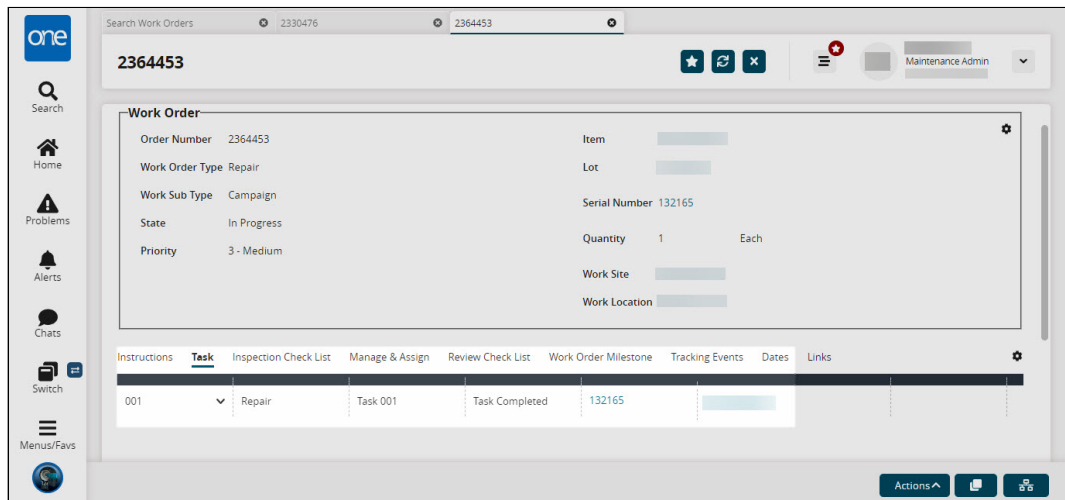 one
Search
Home
Problems
Alerts
Chats
Switch
Menus/Favs
Search Work Orders
2330476
2364453
2364453
Maintenance Admin
Work Order
Order Number 2364453
Work Order Type Repair
Work Sub Type Campaign
State In Progress
Priority 3 - Medium
Item
Lot
Serial Number 132165
Quantity 1 Each
Work Site
Work Location
Instructions Task Inspection Check List Manage & Assign Review Check List Work Order Milestone Tracking Events Dates Links
001 Repair Task 001 Task Completed 132165
Actions